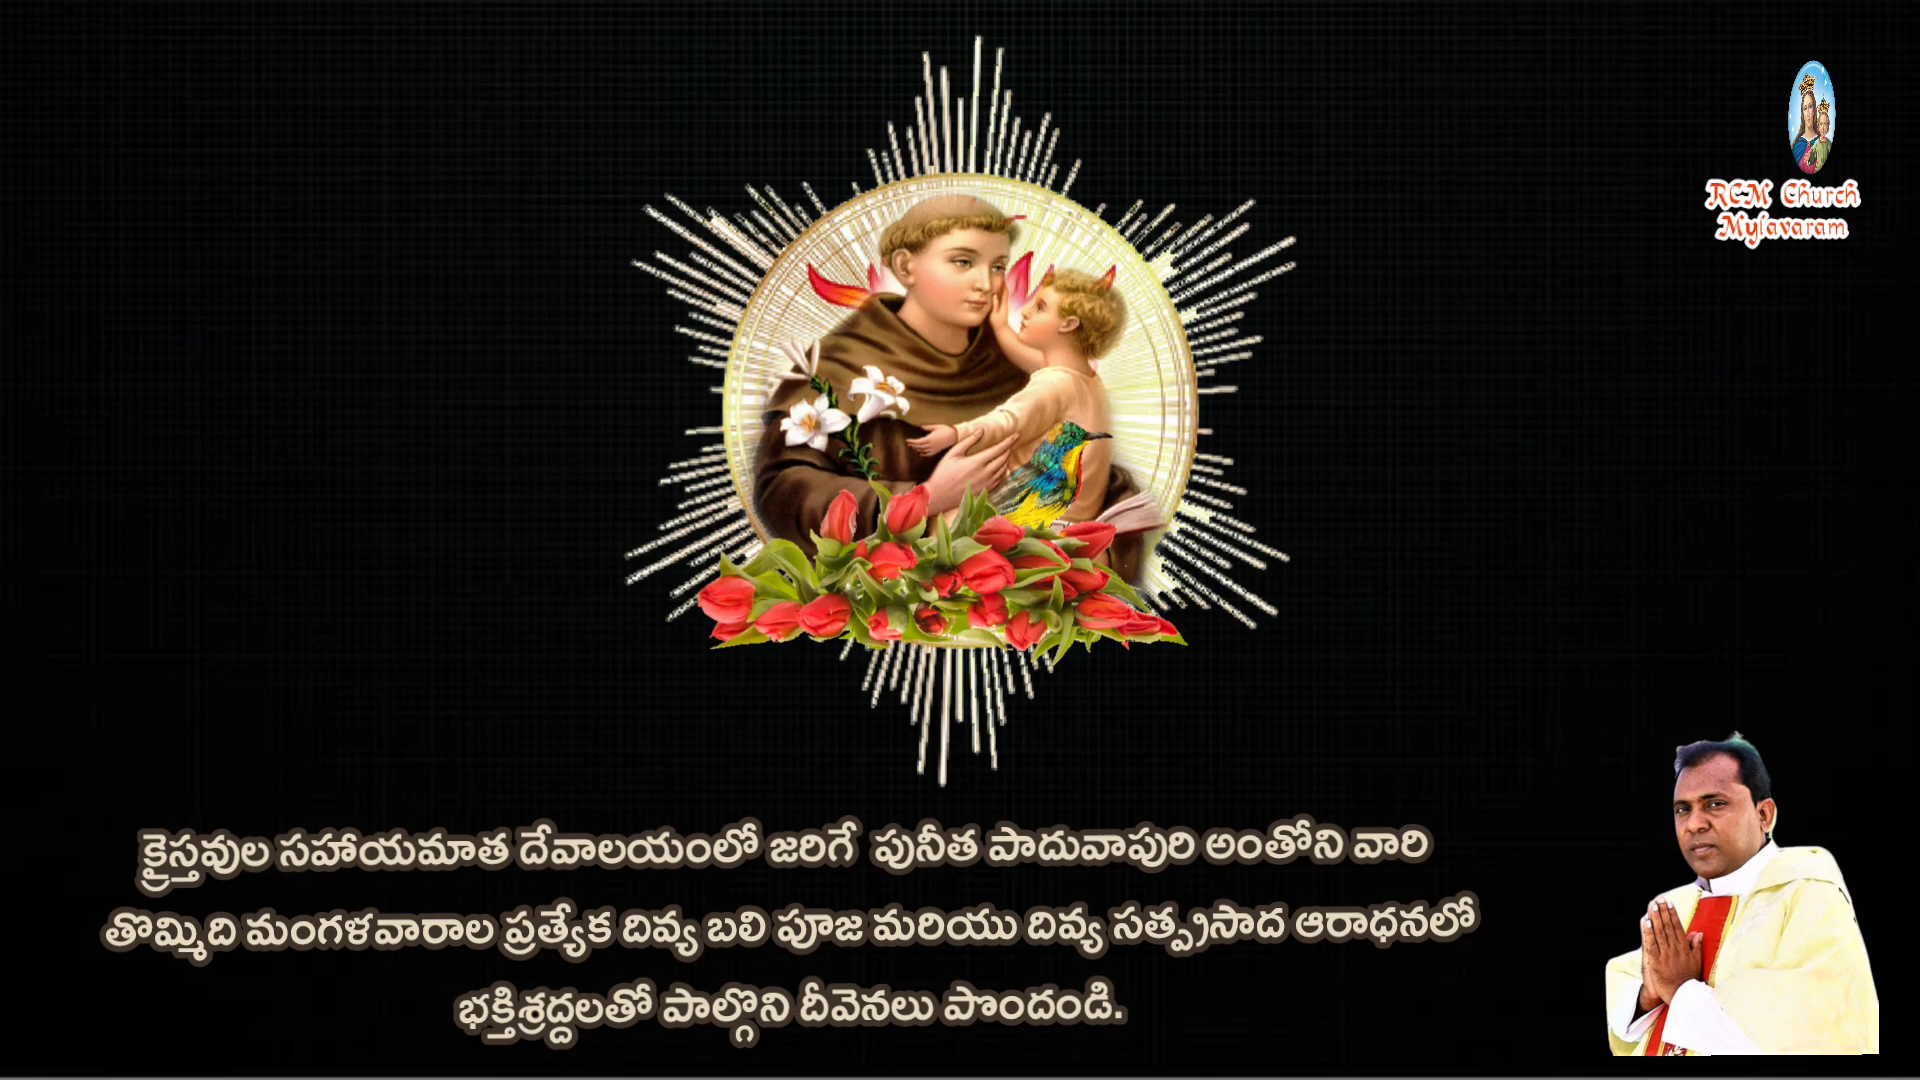 RCM Church
Mylavaram
క్రైస్తవుల సహాయమాత దేవాలయంలో జరిగే పునీత పాదువాపురి అంతోని వారి
తొమ్మిది మంగళవారాల ప్రత్యేక దివ్య బలి పూజ మరియు దివ్య సత్ప్రసాద ఆరాధనలో
భక్తిశ్రద్దలతో పాల్గొని దీవెనలు పొందండి.